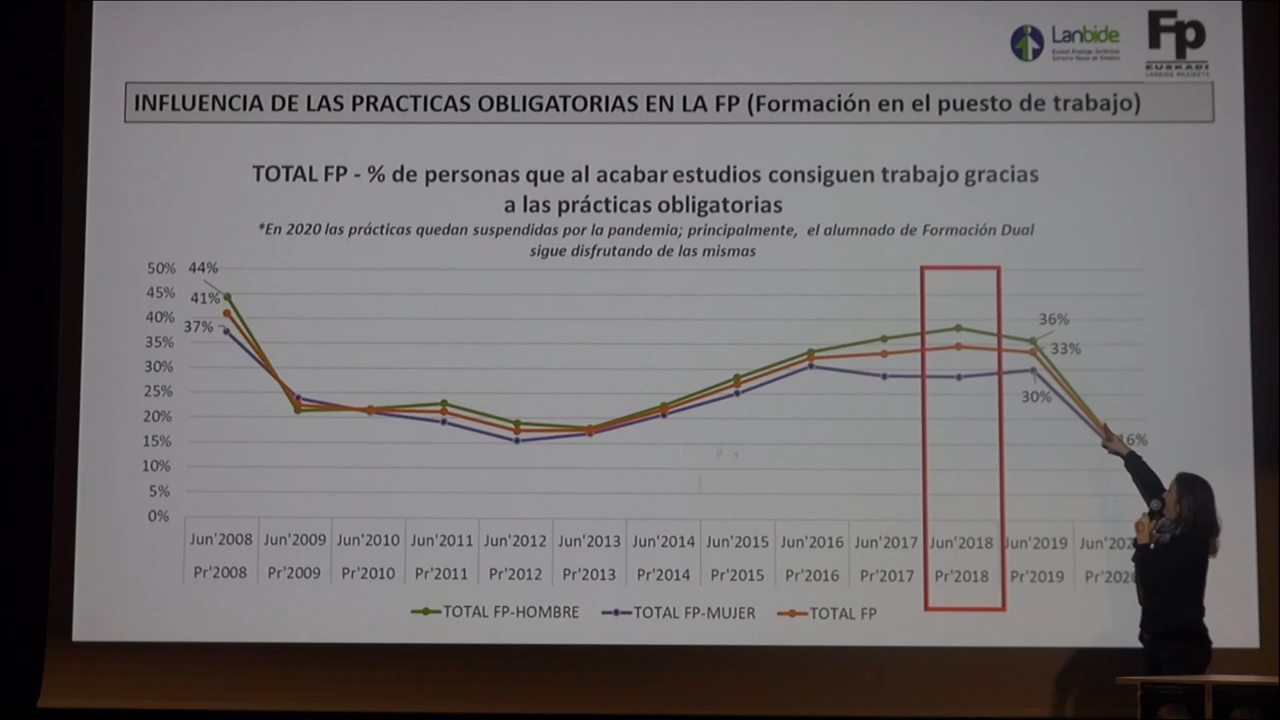 Lanbide
Fp
EUSKADI
INFLUENCIA DE LAS PRACTICAS OBLIGATORIAS EN LA FP (Formación en el puesto de trabajo)
TOTAL FP - % de personas que al acabar estudios consiguen trabajo gracias
a las prácticas obligatorias
*En 2020 las prácticas quedan suspendidas por la pandemia; principalmente, el alumnado de Formación Dual
sigue disfrutando de las mismas
50% 44%
45% 41%
40% 37%
35%
30%
25%
20%
15%
10%
5%
0%
36%
33%
30%
16%
Jun'2008 Jun'2009 Jun'2010 Jun'2011 Jun'2012 Jun'2013 Jun'2014 Jun'2015 Jun'2016 Jun'2017 Jun'2018 Jun'2019
Pr'2008 Pr'2009 Pr'2010 Pr'2011 Pr'2012 Pr'2013 Pr'2014 Pr'2015 Pr'2016 Pr'2017 Pr'2018 Pr'2019 Pr'2020
TOTAL FP-HOMBRE TOTAL FP-MUJER TOTAL FP